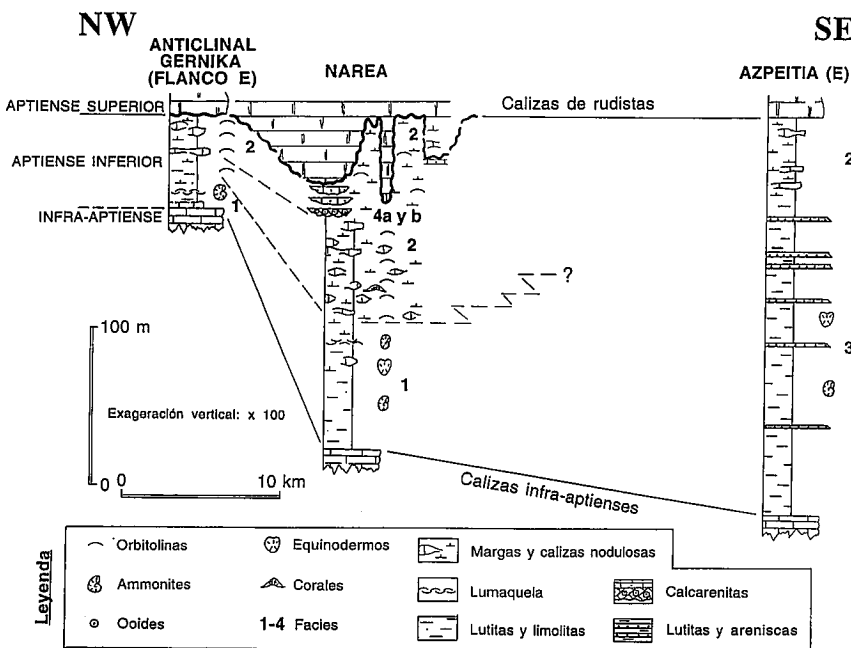 NW
SE
ANTICLINAL
GERNIKA
(FLANCO E)
NAREA
AZPEITIA (E)
APTIENSE SUPERIOR
Calizas de rudistas
2
2
2
APTIENSE INFERIOR
1
INFRA-APTIENSE
4a y b
2
?
100 m
3
1
Exageración vertical: x 100
0
0
10 km
Calizas infra-aptienses
Leyenda
Orbitolinas
Equinodermos
Margas y calizas nodulosas
Ammonites
Corales
Lumaquela
Calcarenitas
Ooides
1-4 Facies
Lutitas y limolitas
Lutitas y areniscas